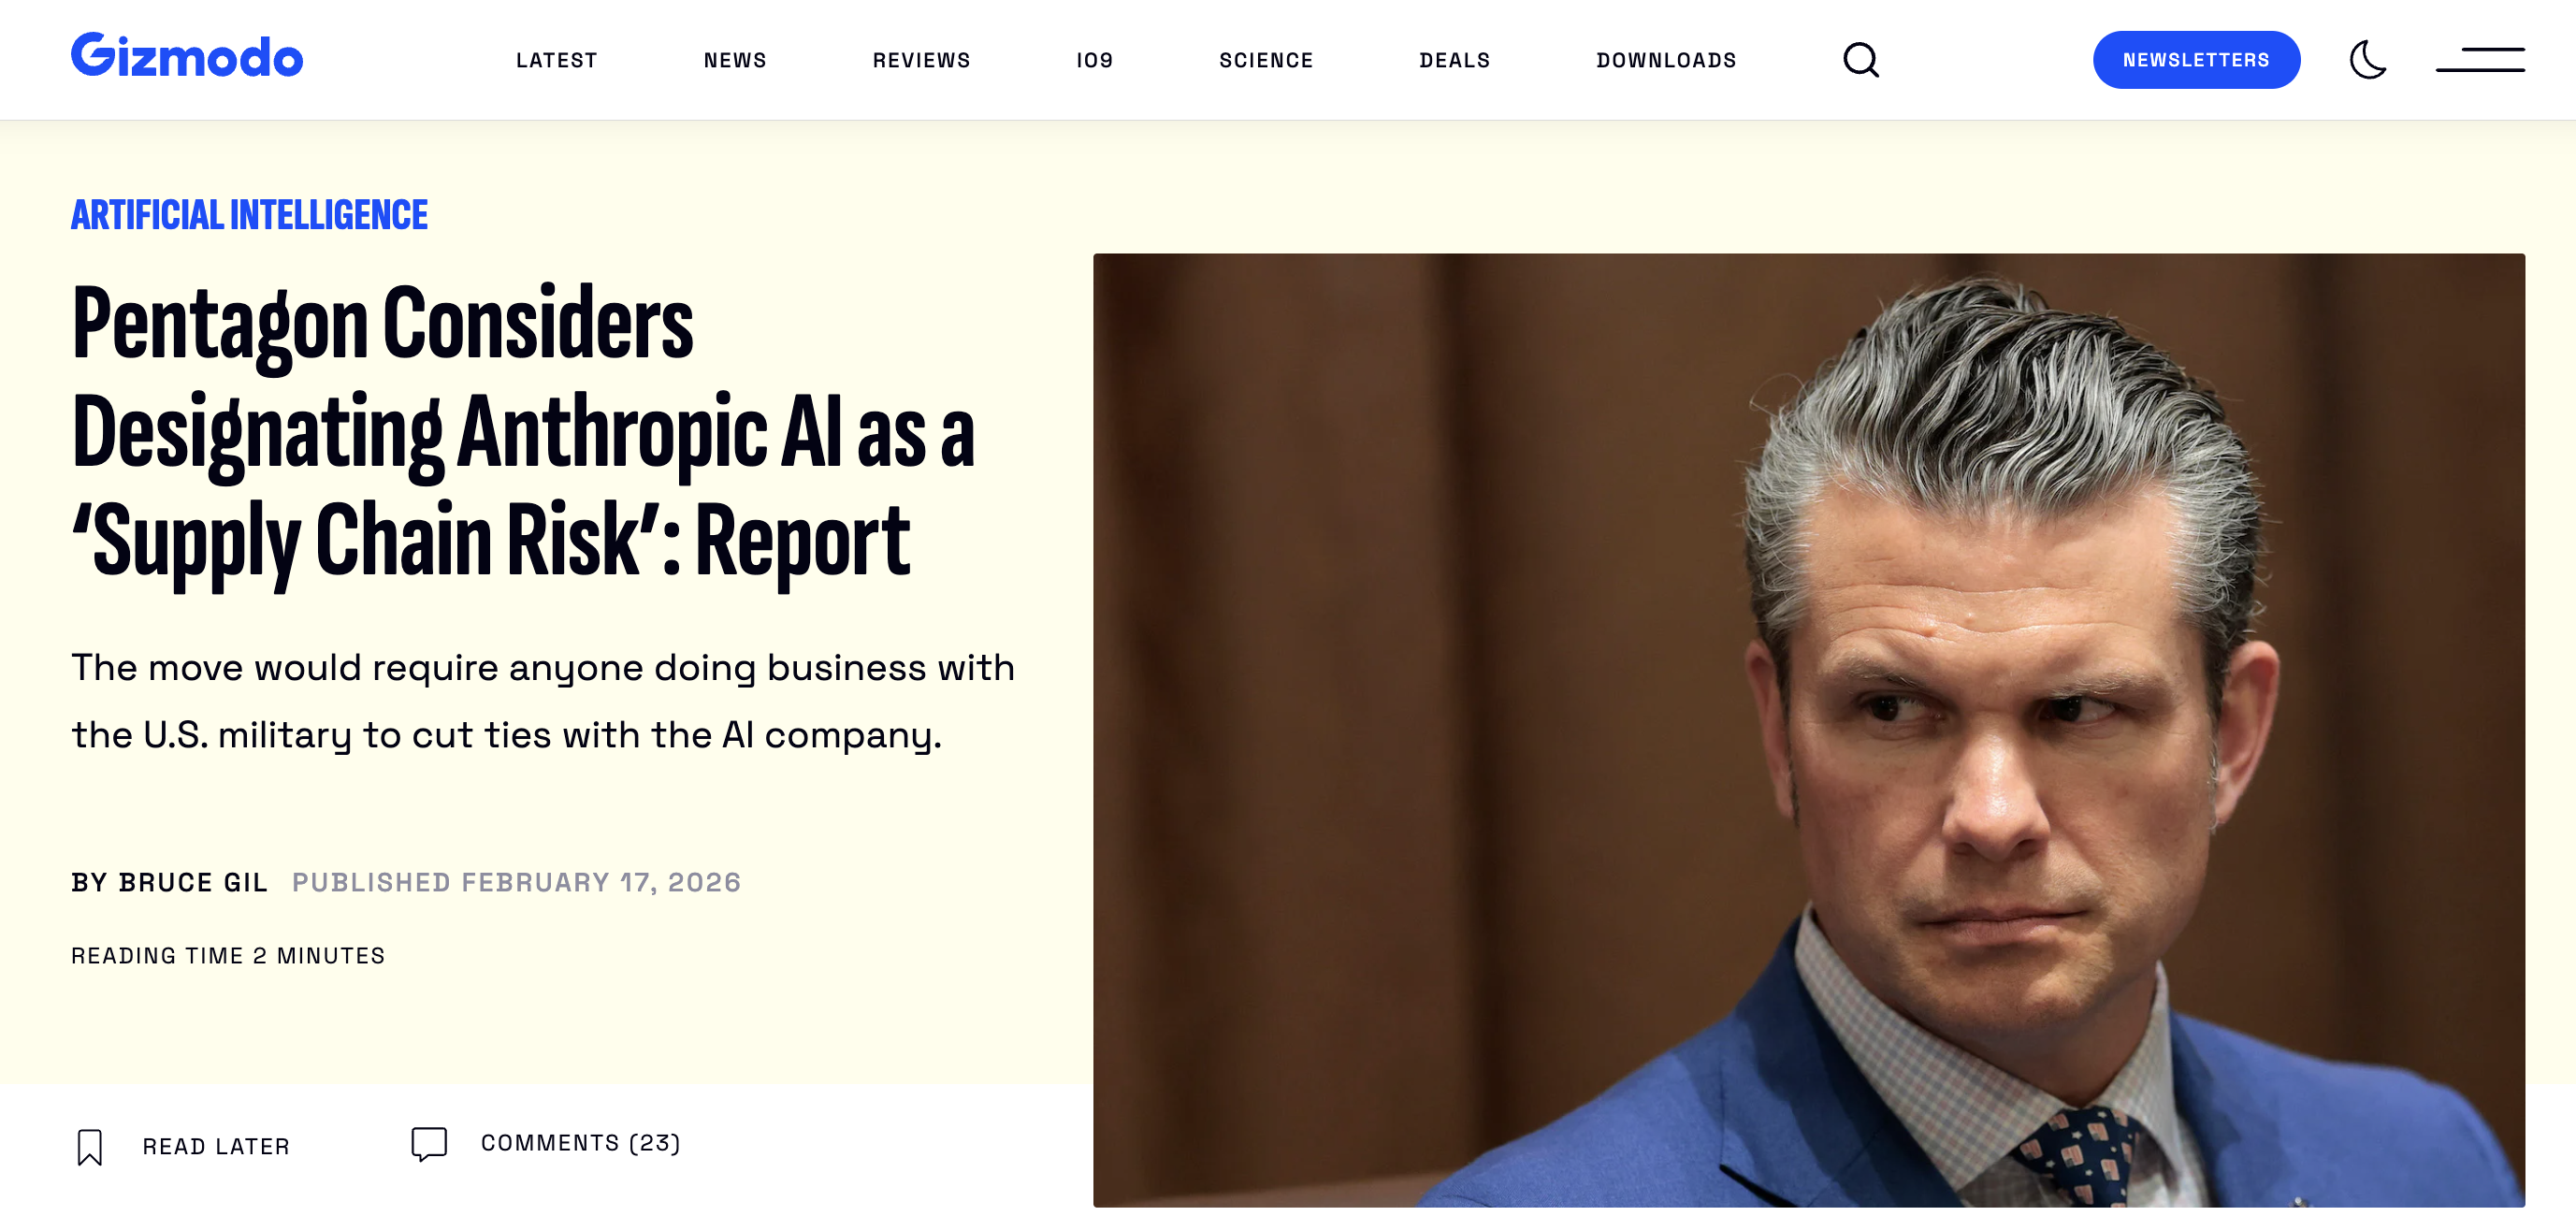 Gizmodo
LATEST NEWS REVIEWS IO9 SCIENCE DEALS DOWNLOADS NEWSLETTERS
ARTIFICIAL INTELLIGENCE
Pentagon Considers
Designating Anthropic AI as a
‘Supply Chain Risk’: Report
The move would require anyone doing business with
the U.S. military to cut ties with the AI company.
BY BRUCE GIL PUBLISHED FEBRUARY 17, 2026
READING TIME 2 MINUTES
READ LATER COMMENTS (23)